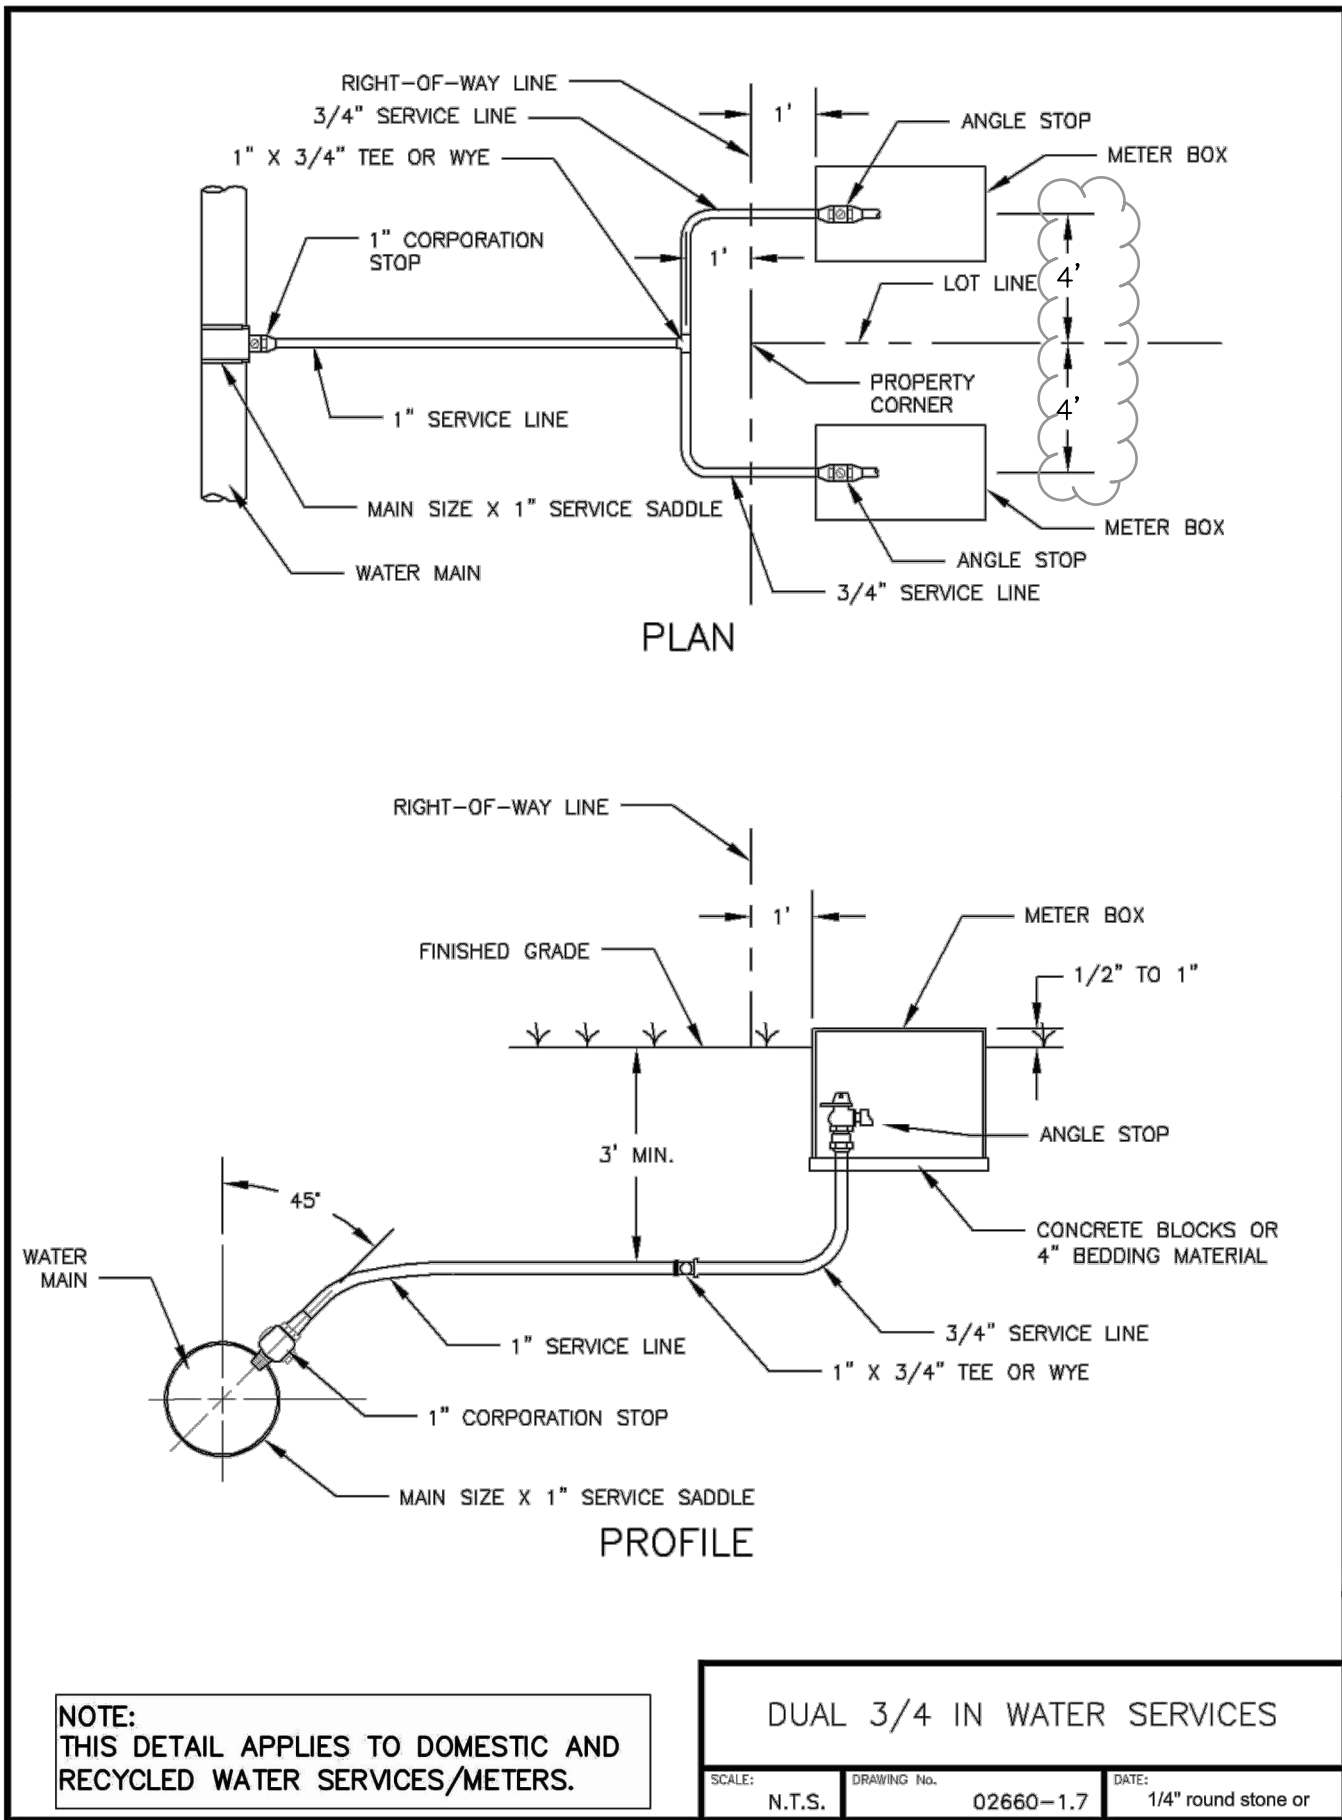 RIGHT-OF-WAY LINE
3/4" SERVICE LINE
1" X 3/4" TEE OR WYE
1'
ANGLE STOP
METER BOX
1" CORPORATION
STOP
1'
LOT LINE
4'
PROPERTY
CORNER
4'
1" SERVICE LINE
MAIN SIZE X 1" SERVICE SADDLE
METER BOX
WATER MAIN
ANGLE STOP
3/4" SERVICE LINE
PLAN
RIGHT-OF-WAY LINE
1'
METER BOX
FINISHED GRADE
1/2" TO 1"
3' MIN.
ANGLE STOP
45°
CONCRETE BLOCKS OR
4" BEDDING MATERIAL
WATER
MAIN
1" SERVICE LINE
3/4" SERVICE LINE
1" X 3/4" TEE OR WYE
1" CORPORATION STOP
MAIN SIZE X 1" SERVICE SADDLE
PROFILE
NOTE:
THIS DETAIL APPLIES TO DOMESTIC AND
RECYCLED WATER SERVICES/METERS.
DUAL 3/4 IN WATER SERVICES
SCALE:
N.T.S.
DRAWING No.
02660-1.7
DATE:
1/4" round stone or